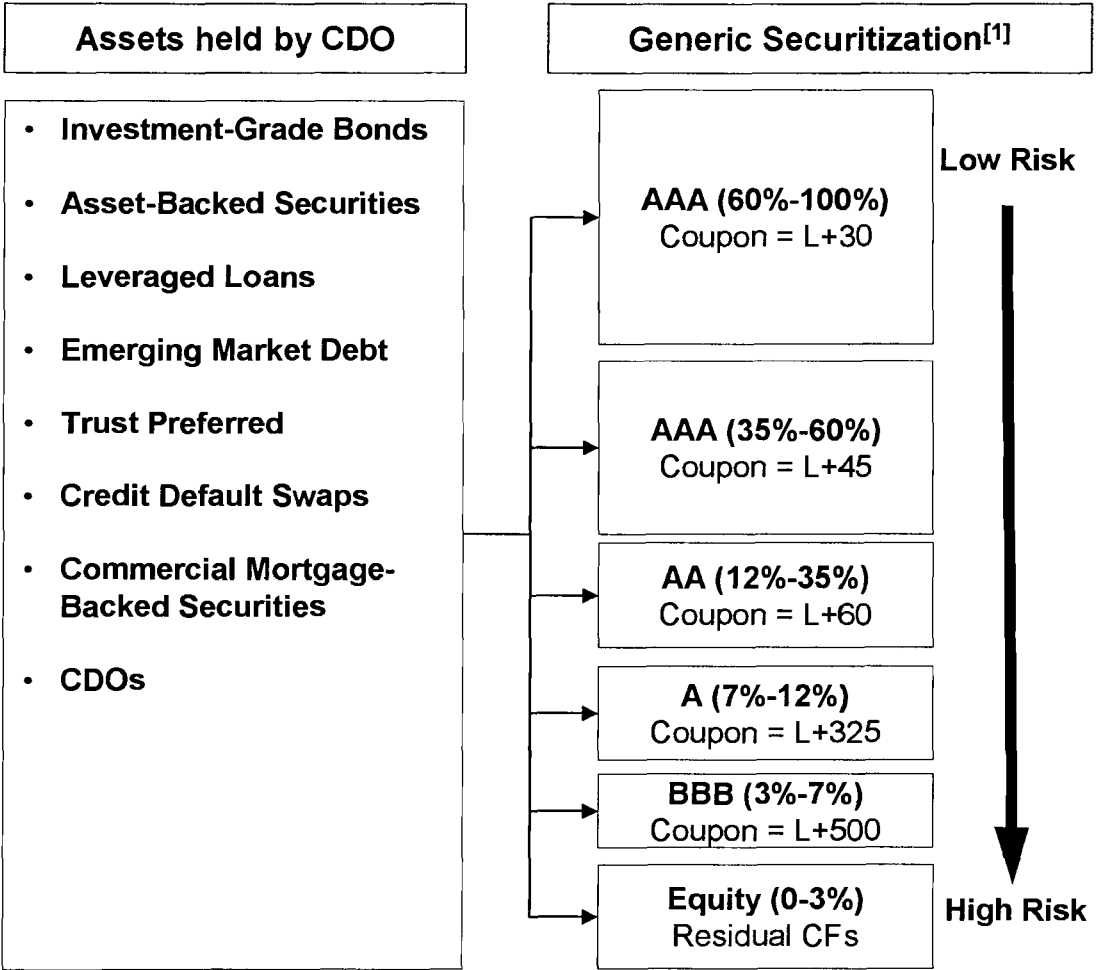 Assets held by CDO
Generic Securitization[1]
• Investment-Grade Bonds
• Asset-Backed Securities
• Leveraged Loans
• Emerging Market Debt
• Trust Preferred
• Credit Default Swaps
• Commercial Mortgage-
Backed Securities
• CDOs
AAA (60%-100%)
Coupon = L+30
AAA (35%-60%)
Coupon = L+45
AA (12%-35%)
Coupon = L+60
A (7%-12%)
Coupon = L+325
BBB (3%-7%)
Coupon = L+500
Equity (0-3%)
Residual CFs
Low Risk
High Risk